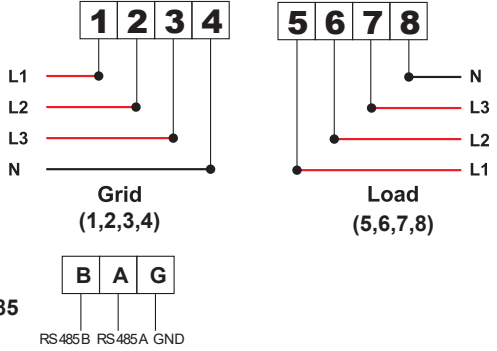 1 2 3 4
5 6 7 8
L1
L2
L3
N
N
L3
L2
L1
Grid
(1,2,3,4)
Load
(5,6,7,8)
B A G
RS485B RS485A GND